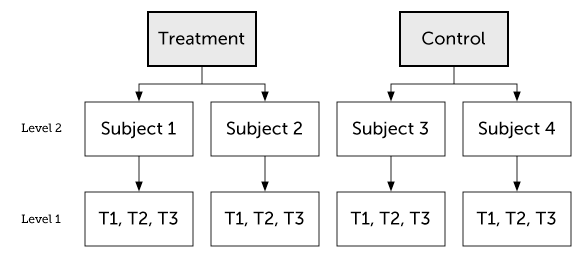 Treatment
Control
Level 2
Subject 1
Subject 2
Subject 3
Subject 4
Level 1
T1, T2, T3
T1, T2, T3
T1, T2, T3
T1, T2, T3